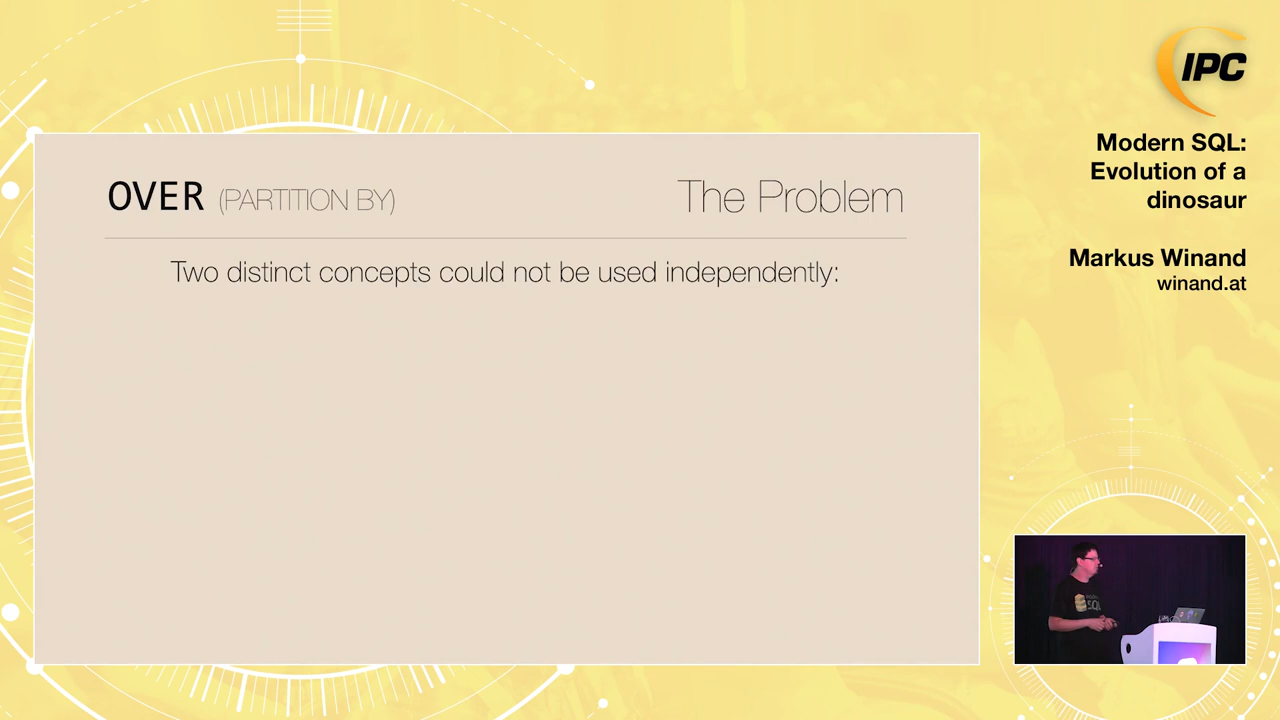 IPC
Modern SQL:
Evolution of a
dinosaur
Markus Winand
winand.at
OVER (PARTITION BY) The Problem
Two distinct concepts could not be used independently:
SQL